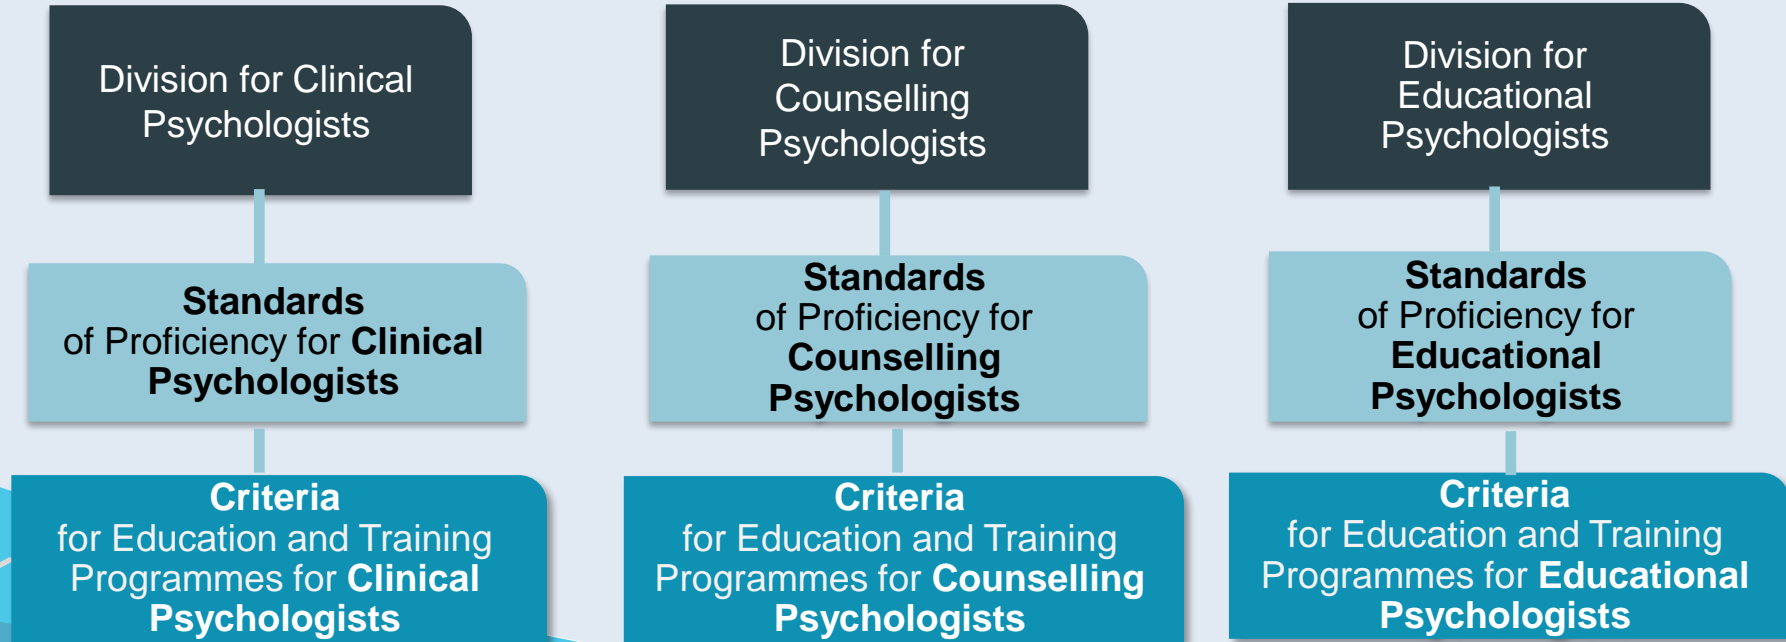 Division for Clinical
Psychologists
Standards
of Proficiency for Clinical
Psychologists
Criteria
for Education and Training
Programmes for Clinical
Psychologists
Division for
Counselling
Psychologists
Standards
of Proficiency for
Counselling
Psychologists
Criteria
for Education and Training
Programmes for Counselling
Psychologists
Division for
Educational
Psychologists
Standards
of Proficiency for
Educational
Psychologists
Criteria
for Education and Training
Programmes for Educational
Psychologists